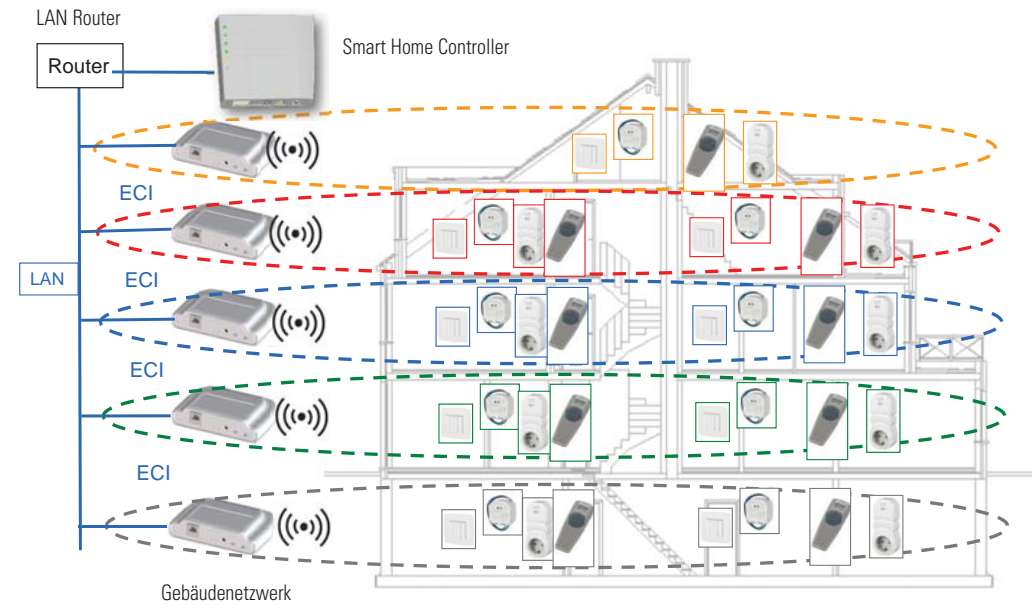 LAN Router
Smart Home Controller
Router
ECI
LAN
ECI
ECI
ECI
Gebäudenetzwerk